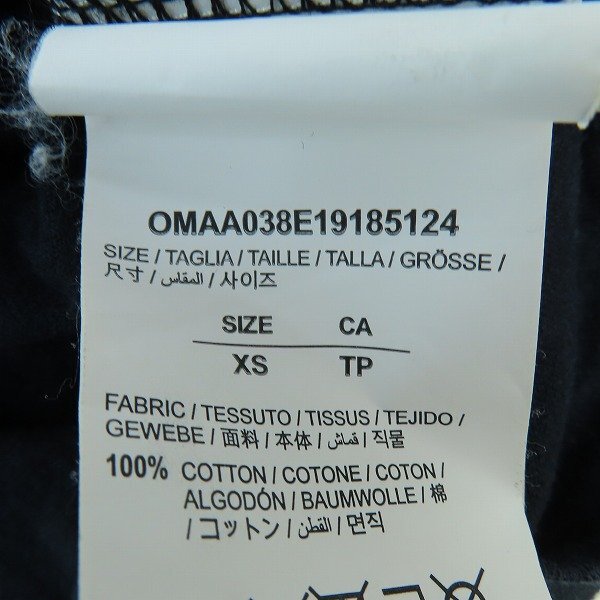 OMAA038E19185124
SIZE / TAGLIA / TAILLE / TALLA / GRÖSSE /
尺寸 / المقاس / 사이즈
SIZE CA
XS TP
FABRIC / TESSUTO / TISSUS / TEJIDO /
GEWEBE / 面料 / 本体 / قماش / 직물
100% COTTON / COTONE / COTON /
ALGODÓN / BAUMWOLLE / 棉
/ コットン / القطن / 면직